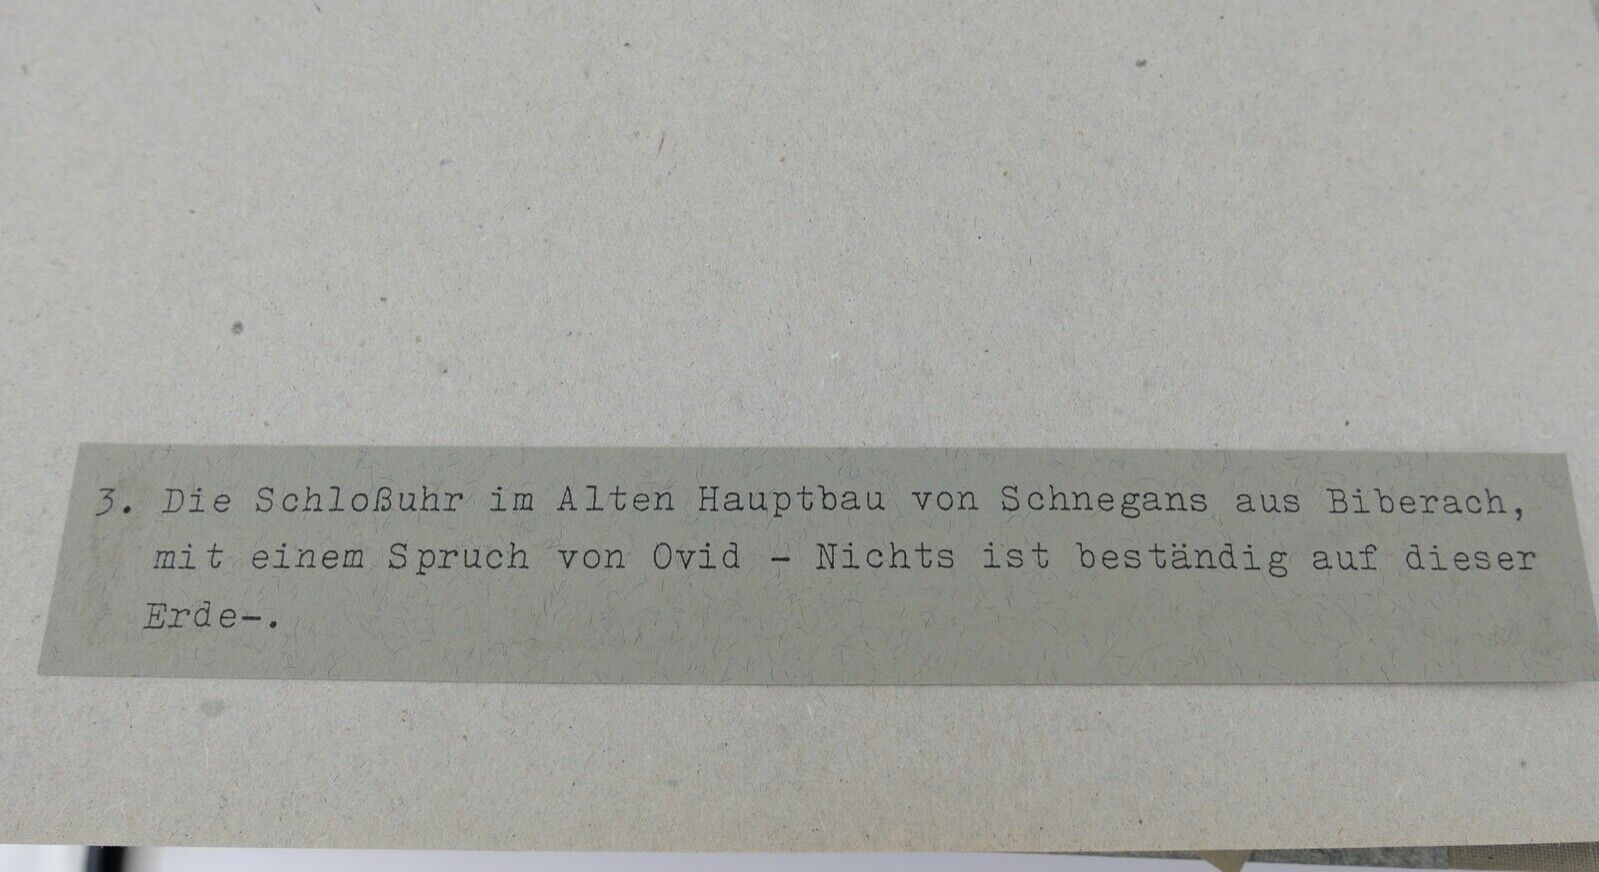 3. Die Schloßuhr im Alten Hauptbau von Schnegans aus Biberach,
mit einem Spruch von Ovid - Nichts ist beständig auf dieser
Erde-.